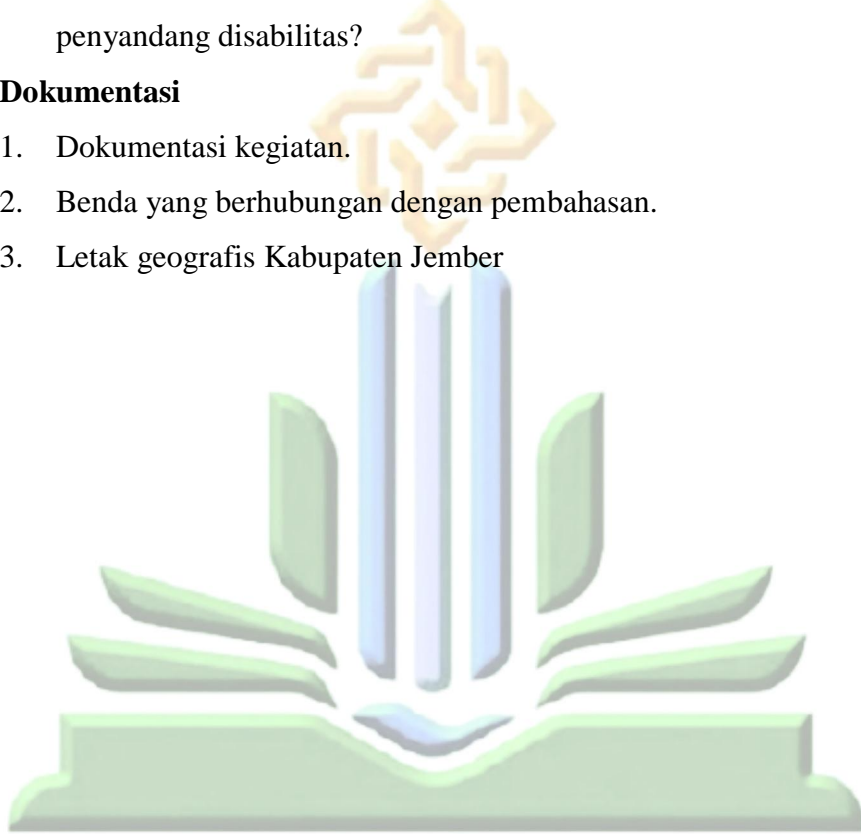 penyandang disabilitas?
Dokumentasi
1. Dokumentasi kegiatan.
2. Benda yang berhubungan dengan pembahasan.
3. Letak geografis Kabupaten Jember